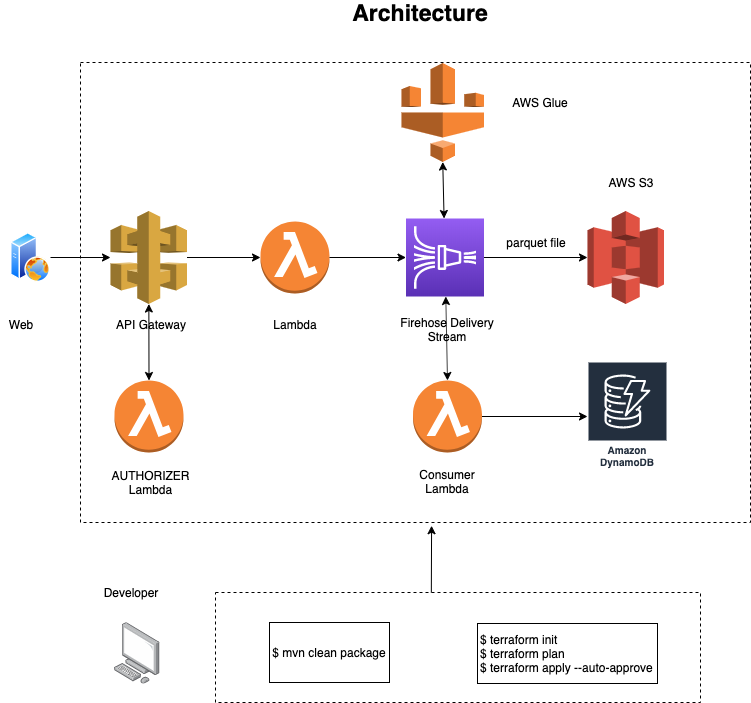 Architecture
AWS Glue
AWS S3
parquet file
Web
API Gateway
Lambda
Firehose Delivery
Stream
AUTHORIZER
Lambda
Consumer
Lambda
Amazon
DynamoDB
Developer
$ mvn clean package
$ terraform init
$ terraform plan
$ terraform apply --auto-approve